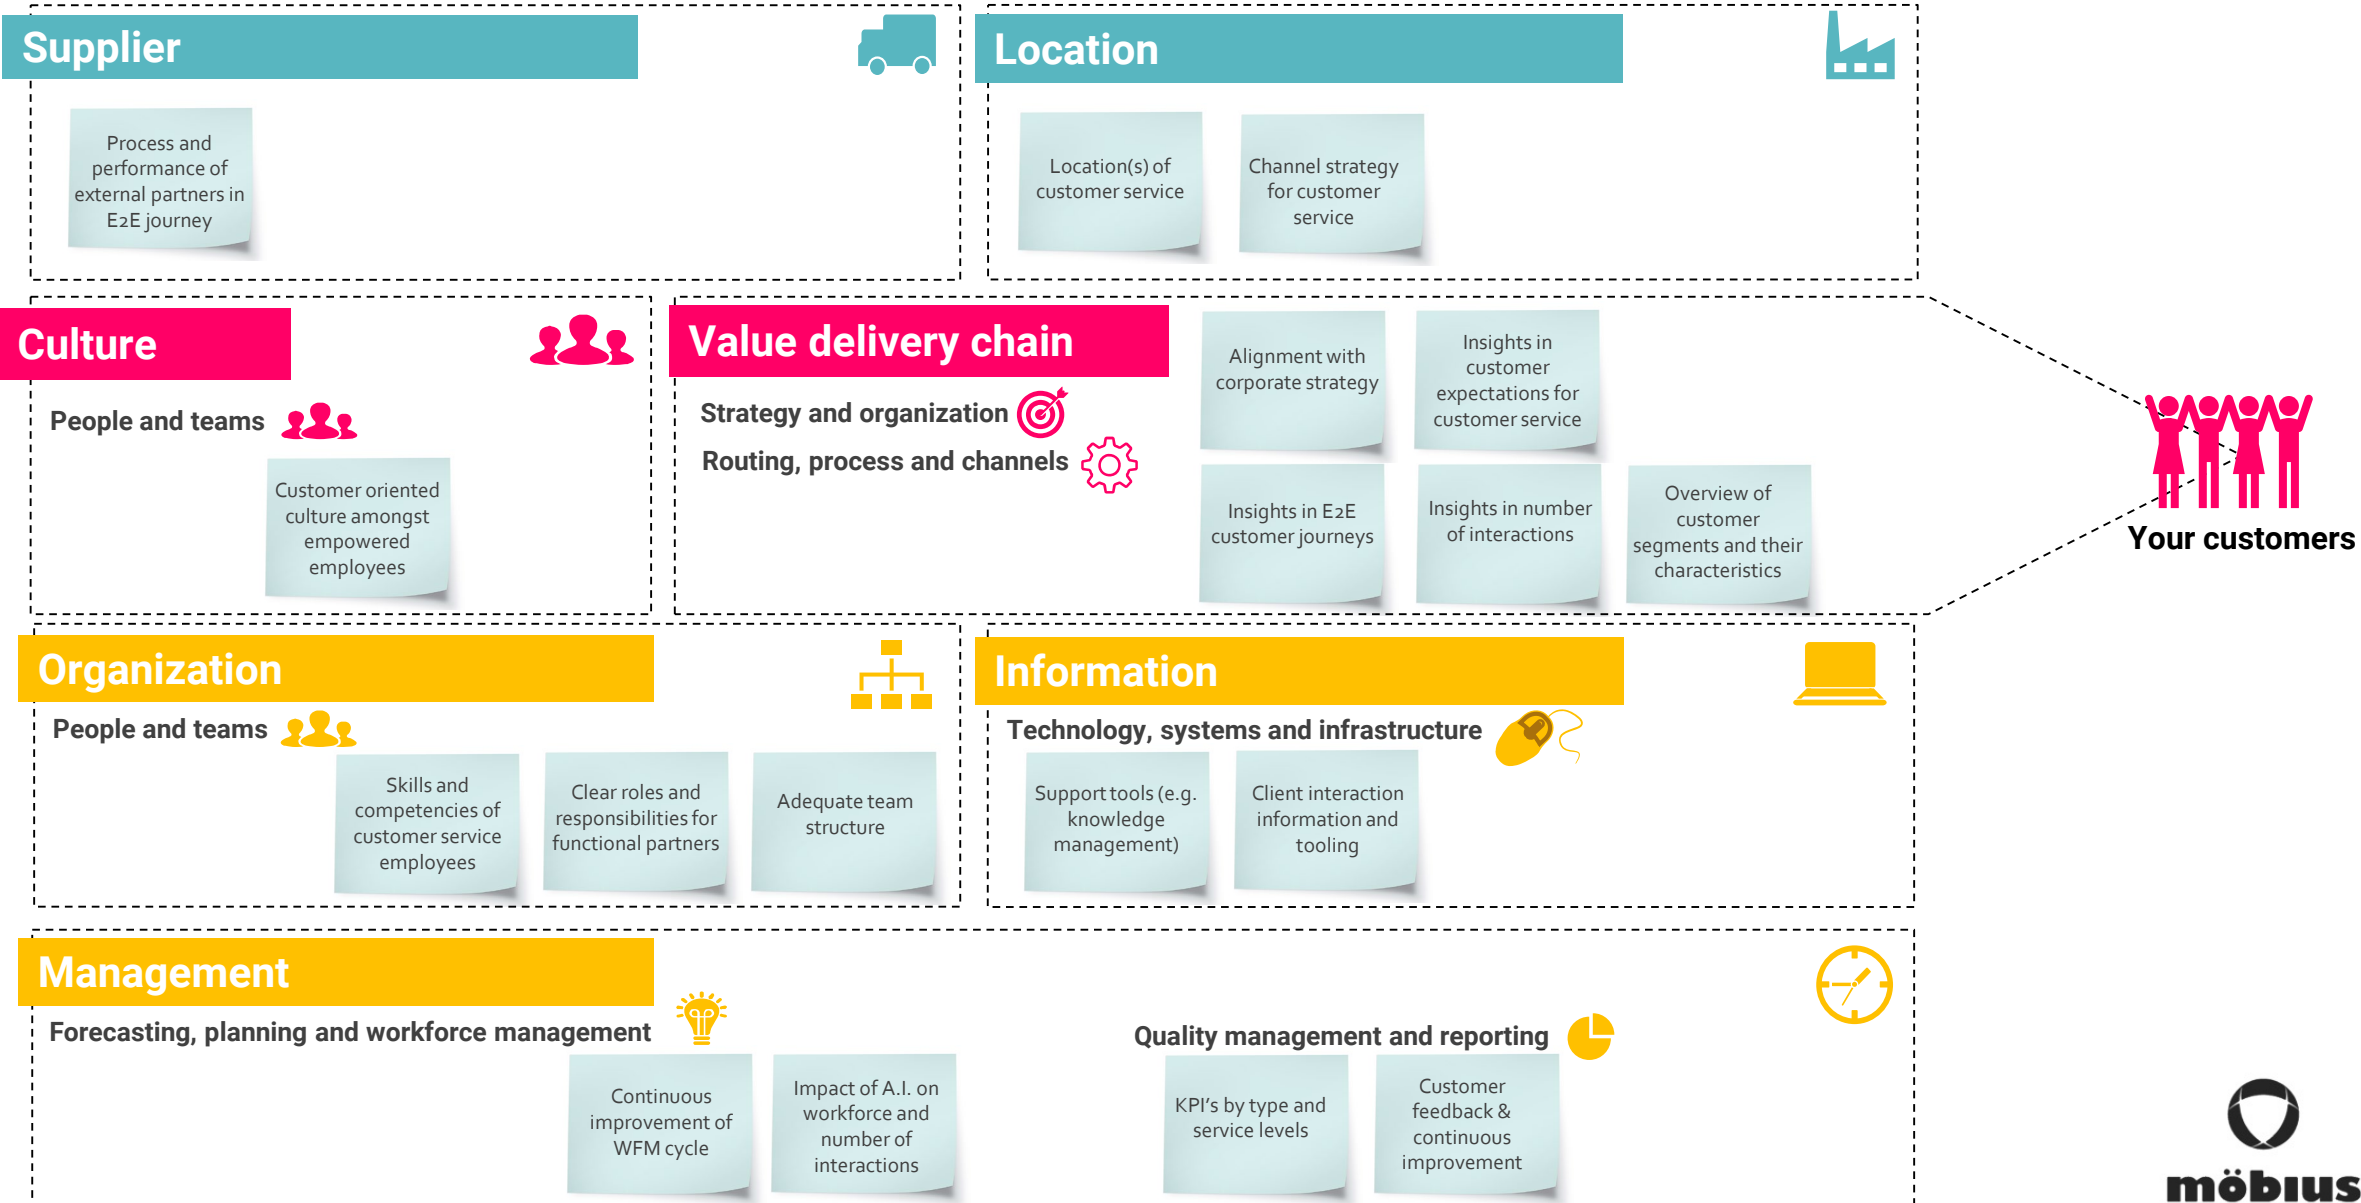 Supplier
Process and
performance of
external partners in
E2E journey
Location
Location(s) of
customer service
Channel strategy
for customer
service
Culture
People and teams
Customer oriented
culture amongst
empowered
employees
Value delivery chain
Strategy and organization
Routing, process and channels
Alignment with
corporate strategy
Insights in
customer
expectations for
customer service
Insights in E2E
customer journeys
Insights in number
of interactions
Overview of
customer
segments and their
characteristics
Your customers
Organization
People and teams
Skills and
competencies of
customer service
employees
Clear roles and
responsibilities for
functional partners
Adequate team
structure
Information
Technology, systems and infrastructure
Support tools (e.g.
knowledge
management)
Client interaction
information and
tooling
Management
Forecasting, planning and workforce management
Continuous
improvement of
WFM cycle
Impact of A.I. on
workforce and
number of
interactions
Quality management and reporting
KPI's by type and
service levels
Customer
feedback &
continuous
improvement
möbius